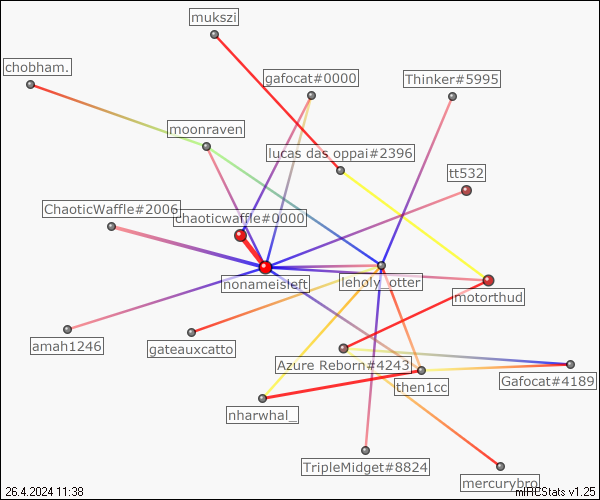 mukszi
chobham.
gafocat#0000
Thinker#5995
moonraven
lucas das oppai#2396
tt532
ChaoticWaffle#2006
chaoticwaffle#0000
nonameisleft
leholy_otter
motorthud
amah1246
gateauxcatto
Azure Reborn#4243
then1cc
Gafocat#4189
nharwhal_
TripleMidget#8824
mercurybro
26.4.2024 11:38
mIRCStats v1.25